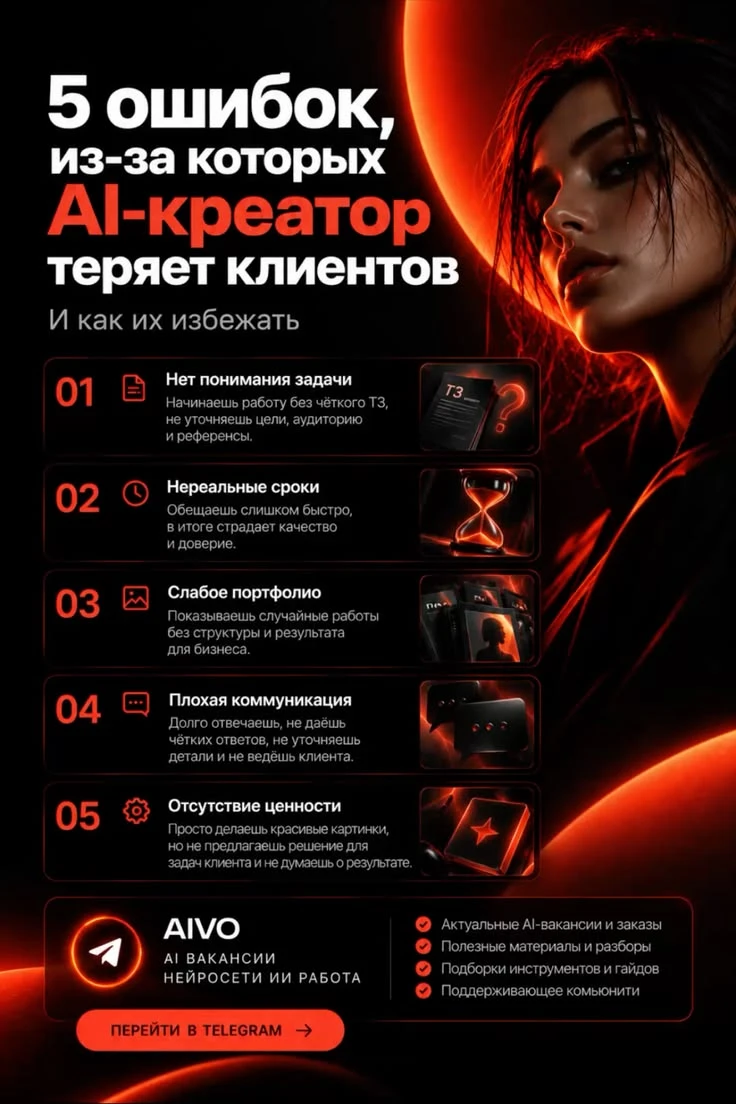 5 ошибок,
из-за которых
AI-креатор
теряет клиентов
И как их избежать
01
Нет понимания задачи
Начинаешь работу без чёткого ТЗ,
не уточняешь цели, аудиторию
и референсы.
ТЗ
?
02
Нереальные сроки
Обещаешь слишком быстро,
в итоге страдает качество
и доверие.
03
Слабое портфолио
Показываешь случайные работы
без структуры и результата
для бизнеса.
04
Плохая коммуникация
Долго отвечаешь, не даёшь
чётких ответов, не уточняешь
детали и не ведёшь клиента.
05
Отсутствие ценности
Просто делаешь красивые картинки,
но не предлагаешь решение для
задач клиента и не думаешь о результате.
AIVO
AI ВАКАНСИИ
НЕЙРОСЕТИ ИИ РАБОТА
Актуальные AI-вакансии и заказы
Полезные материалы и разборы
Подборки инструментов и гайдов
Поддерживающее комьюнити
ПЕРЕЙТИ В TELEGRAM →